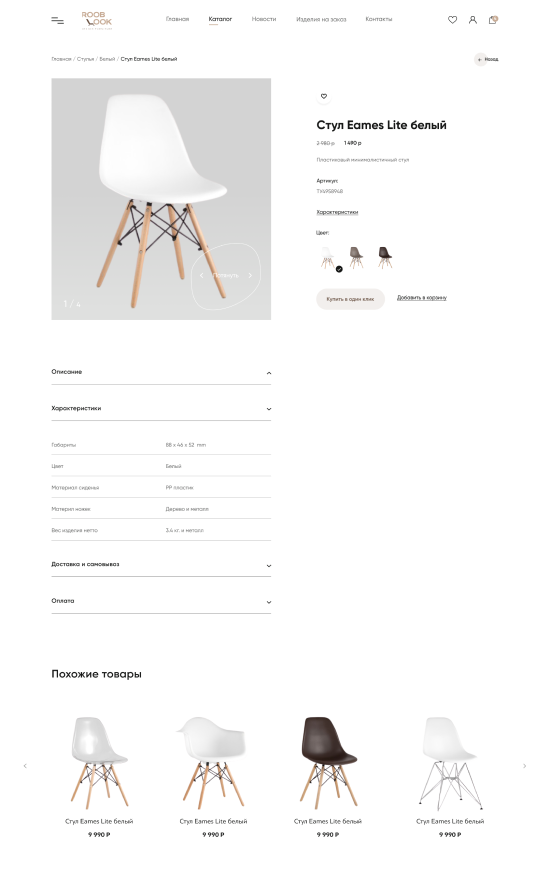 ROOB
LOOK
Главная Каталог Новости Изделия на заказ Контакты
Главная / Стулья / Белый / Стул Eames Lite белый
Назад
Стул Eames Lite белый
2 980 р 1 490 р
Пластиковый минималистичный стул
Артикул:
Характеристики
Цвет:
Потянуть
1 / 4
Купить в один клик Добавить в корзину
Описание
Характеристики
Габариты 88 x 46 x 52 mm
Цвет Белый
Материал сиденья PP пластик
Материл ножек Дерево и металл
Вес изделия нетто 3.4 кг. и металл
Доставка и самовывоз
Оплата
Похожие товары
Стул Eames Lite белый Стул Eames Lite белый Стул Eames Lite белый Стул Eames Lite белый
9 990 Р 9 990 Р 9 990 Р 9 990 Р